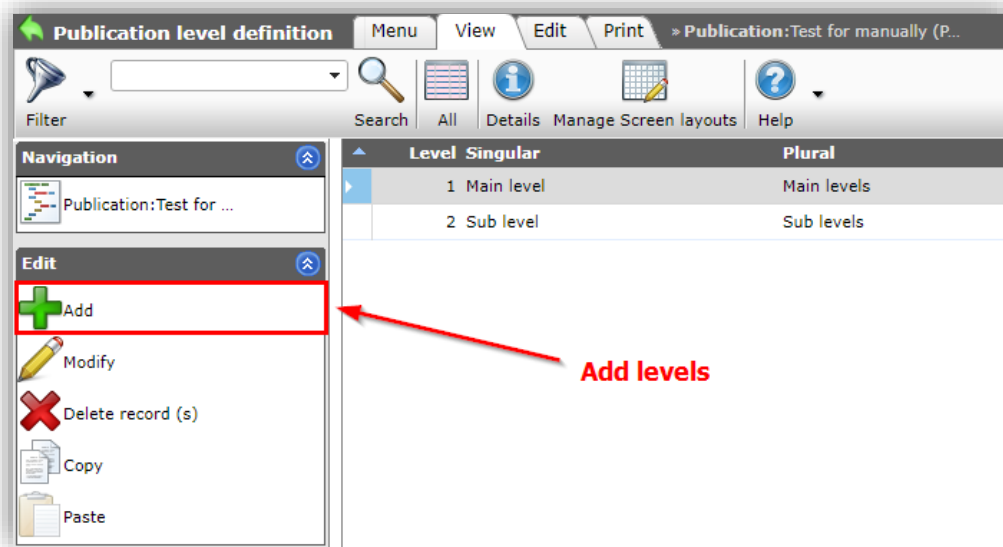 Publication level definition Menu View Edit Print » Publication:Test for manually (P...
Filter Search All Details Manage Screen layouts Help
Navigation
Publication:Test for ...
Edit
Add
Modify
Delete record (s)
Copy
Paste
Level Singular Plural
1 Main level Main levels
2 Sub level Sub levels
Add levels